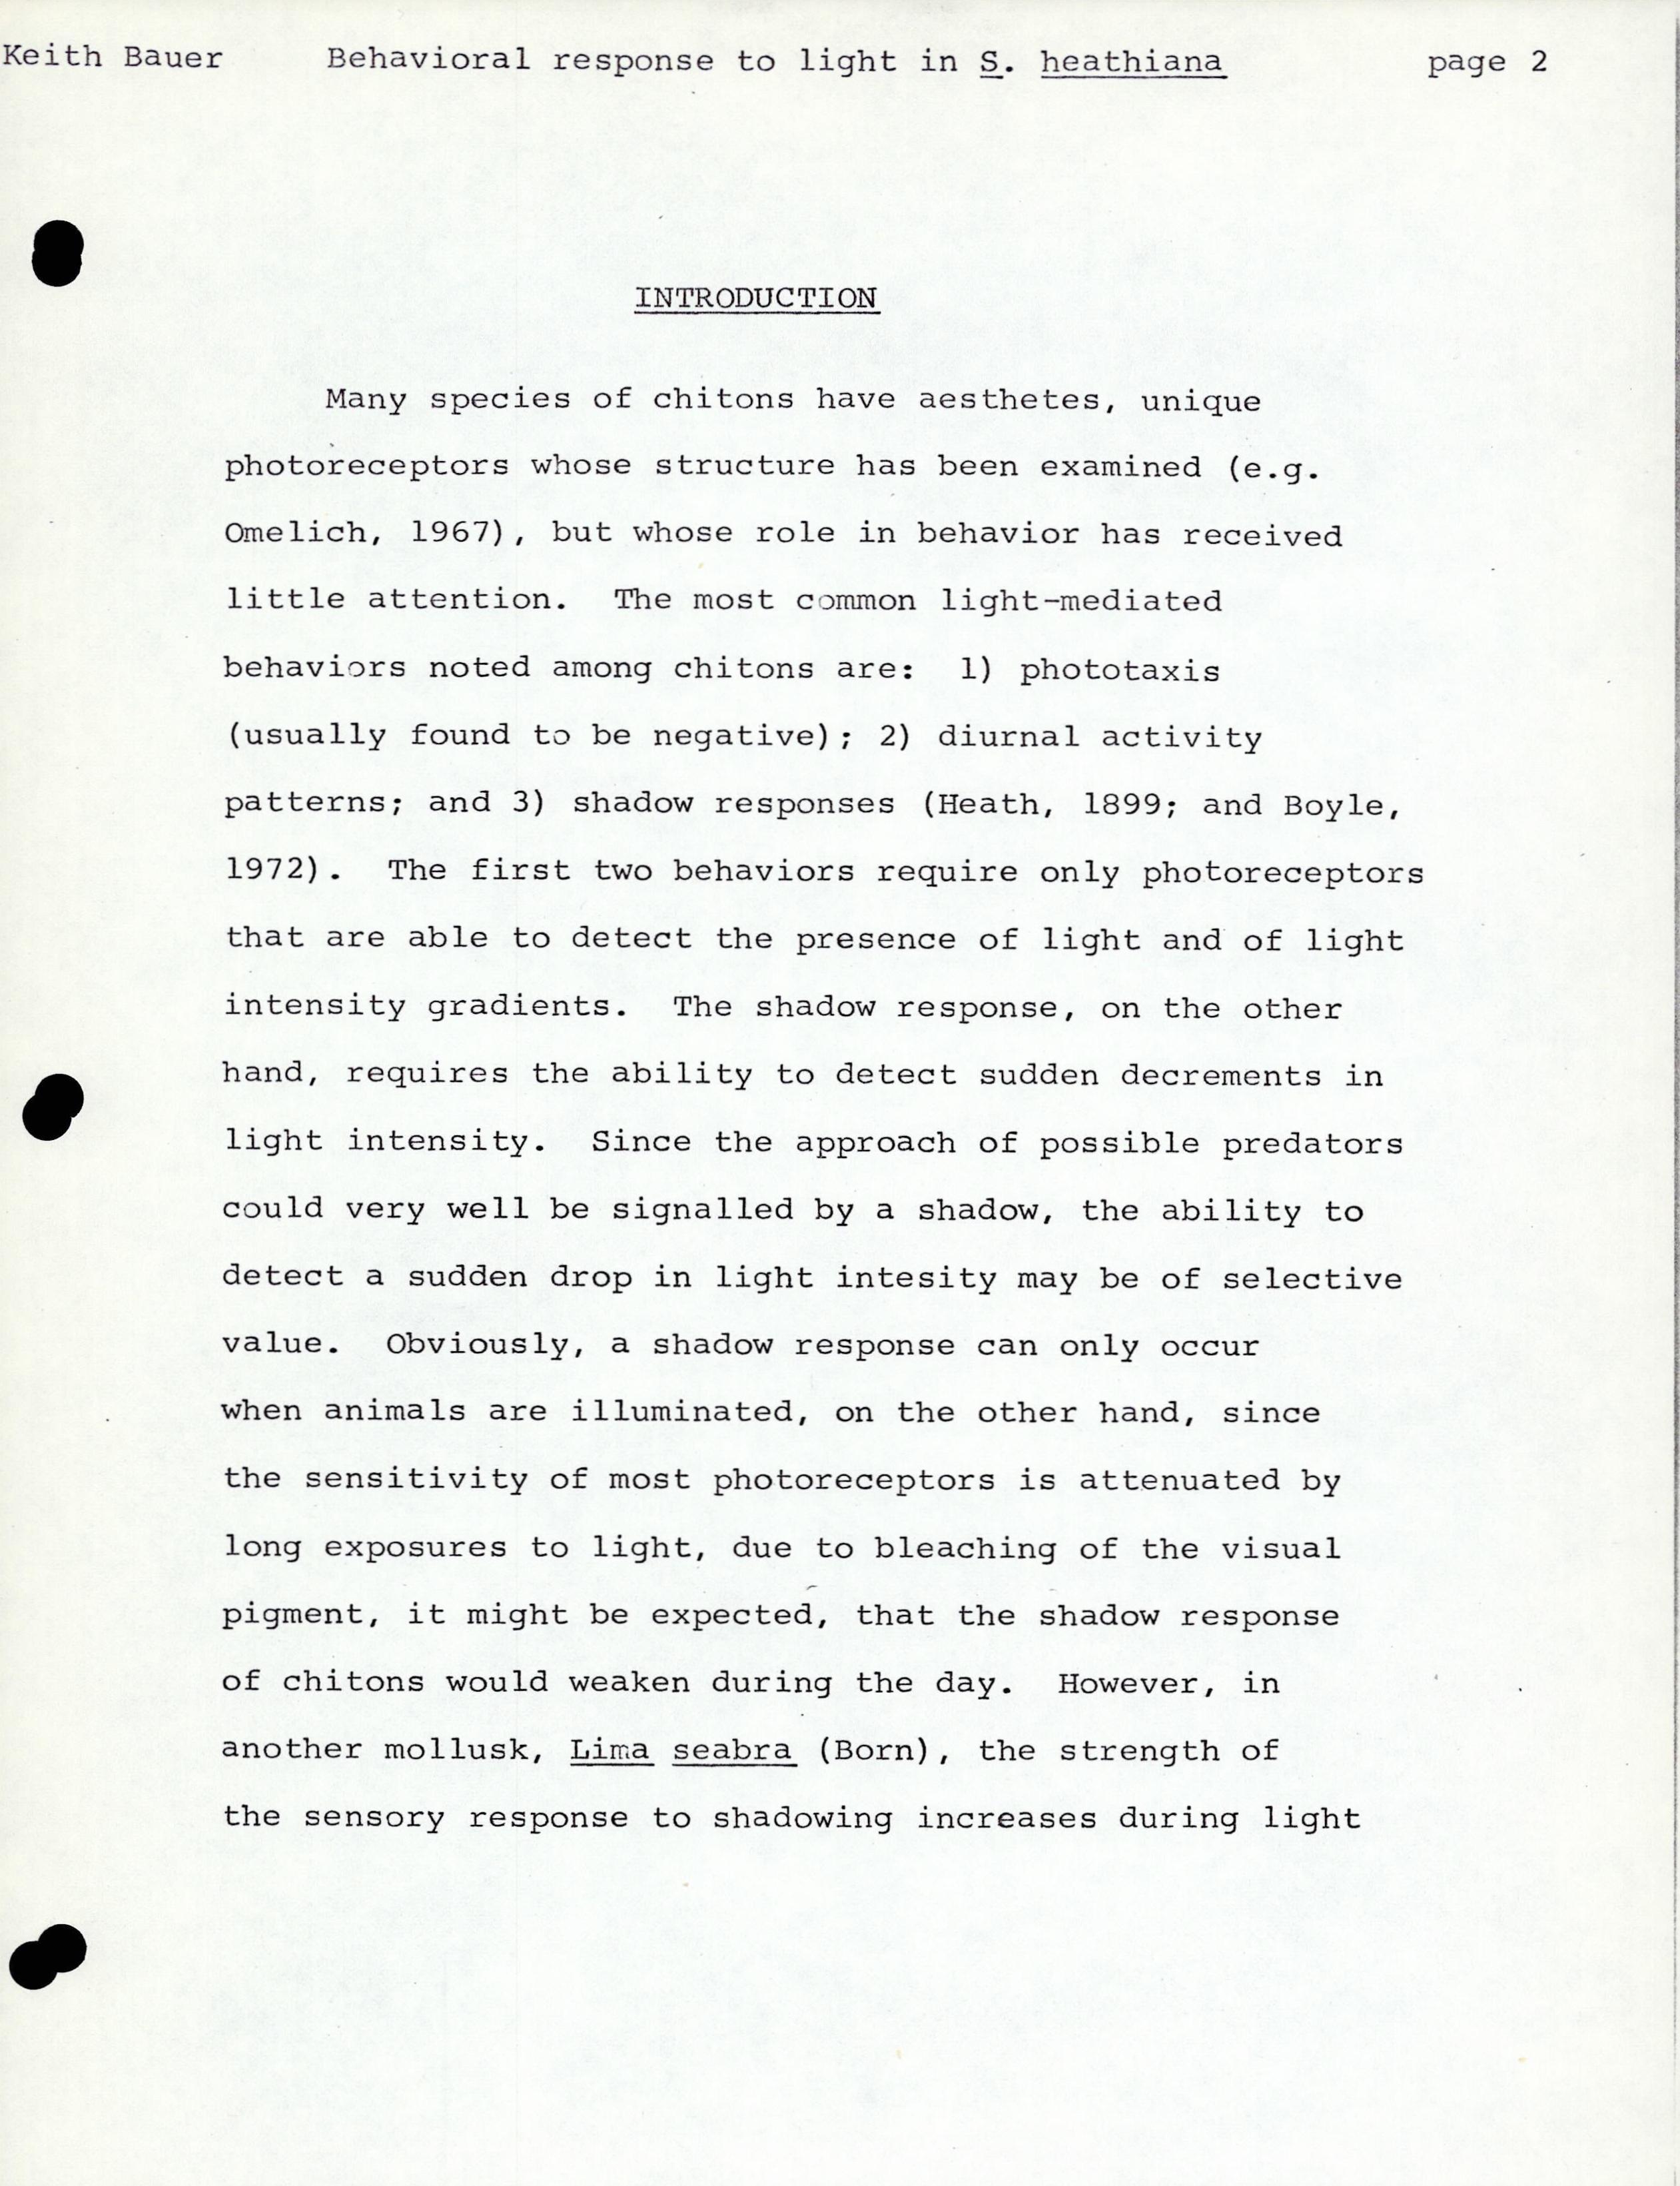 Keith Bauer Behavioral response to light in S. heathiana page 2
INTRODUCTION
Many species of chitons have aesthetes, unique
photoreceptors whose structure has been examined (e.g.
Omelich, 1967), but whose role in behavior has received
little attention. The most common light-mediated
behaviors noted among chitons are: 1) phototaxis
(usually found to be negative); 2) diurnal activity
patterns; and 3) shadow responses (Heath, 1899; and Boyle,
1972). The first two behaviors require only photoreceptors
that are able to detect the presence of light and of light
intensity gradients. The shadow response, on the other
hand, requires the ability to detect sudden decrements in
light intensity. Since the approach of possible predators
could very well be signalled by a shadow, the ability to
detect a sudden drop in light intesity may be of selective
value. Obviously, a shadow response can only occur
when animals are illuminated, on the other hand, since
the sensitivity of most photoreceptors is attenuated by
long exposures to light, due to bleaching of the visual
pigment, it might be expected, that the shadow response
of chitons would weaken during the day. However, in
another mollusk, Lima seabra (Born), the strength of
the sensory response to shadowing increases during light